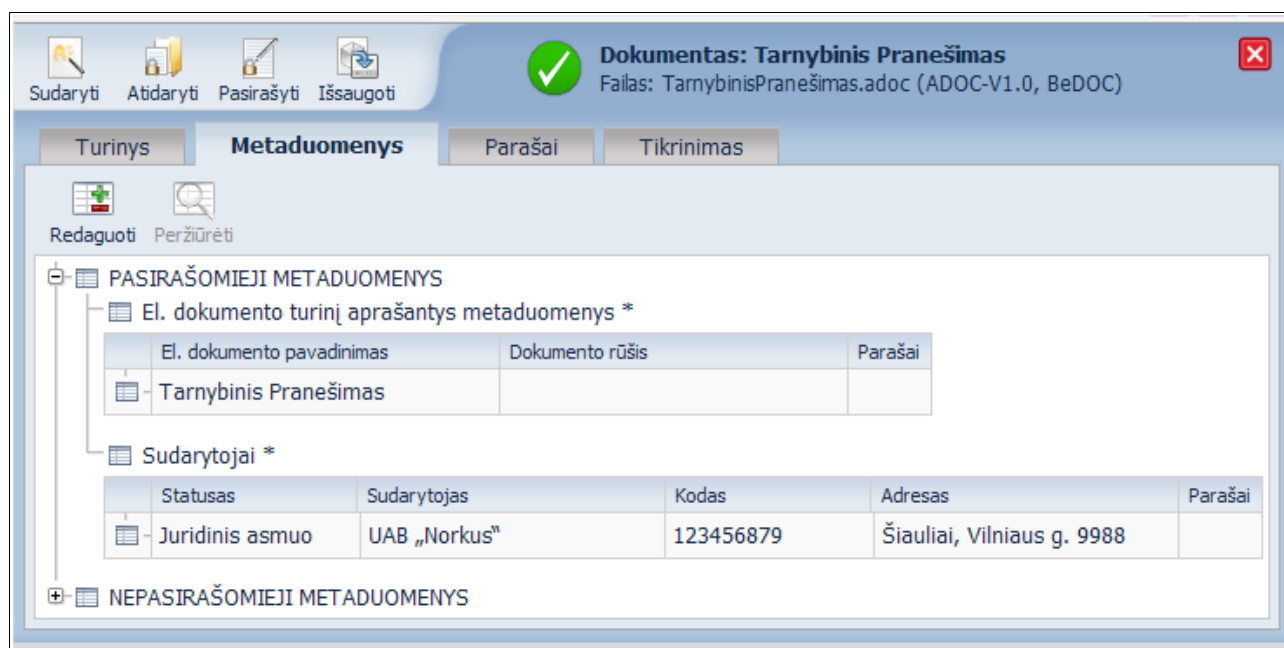 Dokumentas: Tarnybinis Pranešimas
Failas: TarnybinisPranešimas.adoc (ADOC-V1.0, BeDOC)
Sudaryti Atidaryti Pasirašyti Išsaugoti
Turinys Metaduomenys Parašai Tikrinimas
Redaguoti Peržiūrėti
PASIRAŠOMIEJI METADUOMENYS
El. dokumento turinį aprašantys metaduomenys *
El. dokumento pavadinimas Dokumento rūšis Parašai
Tarnybinis Pranešimas
Sudarytojai *
Statusas Sudarytojas Kodas Adresas Parašai
Juridinis asmuo UAB „Norkus“ 123456879 Šiauliai, Vilniaus g. 9988
NEPASIRAŠOMIEJI METADUOMENYS